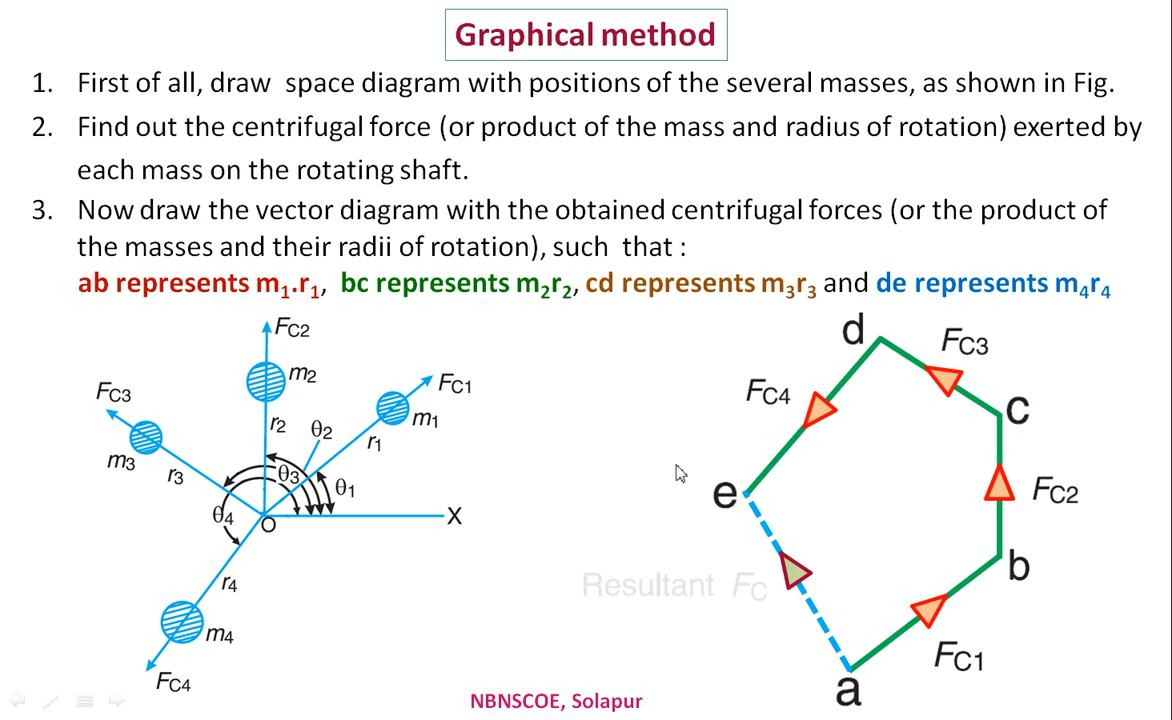 Graphical method
1. First of all, draw space diagram with positions of the several masses, as shown in Fig.
2. Find out the centrifugal force (or product of the mass and radius of rotation) exerted by
each mass on the rotating shaft.
3. Now draw the vector diagram with the obtained centrifugal forces (or the product of
the masses and their radii of rotation), such that :
ab represents m₁.r₁, bc represents m₂r₂, cd represents m₃r₃ and de represents m₄r₄
FC2
m2
FC3
FC1
m1
r2
θ2
r1
m3
r3
θ3
θ1
θ4
O
X
r4
m4
FC4
d
FC3
FC4
c
e
FC2
b
Resultant FC
FC1
a
NBNSCOE, Solapur